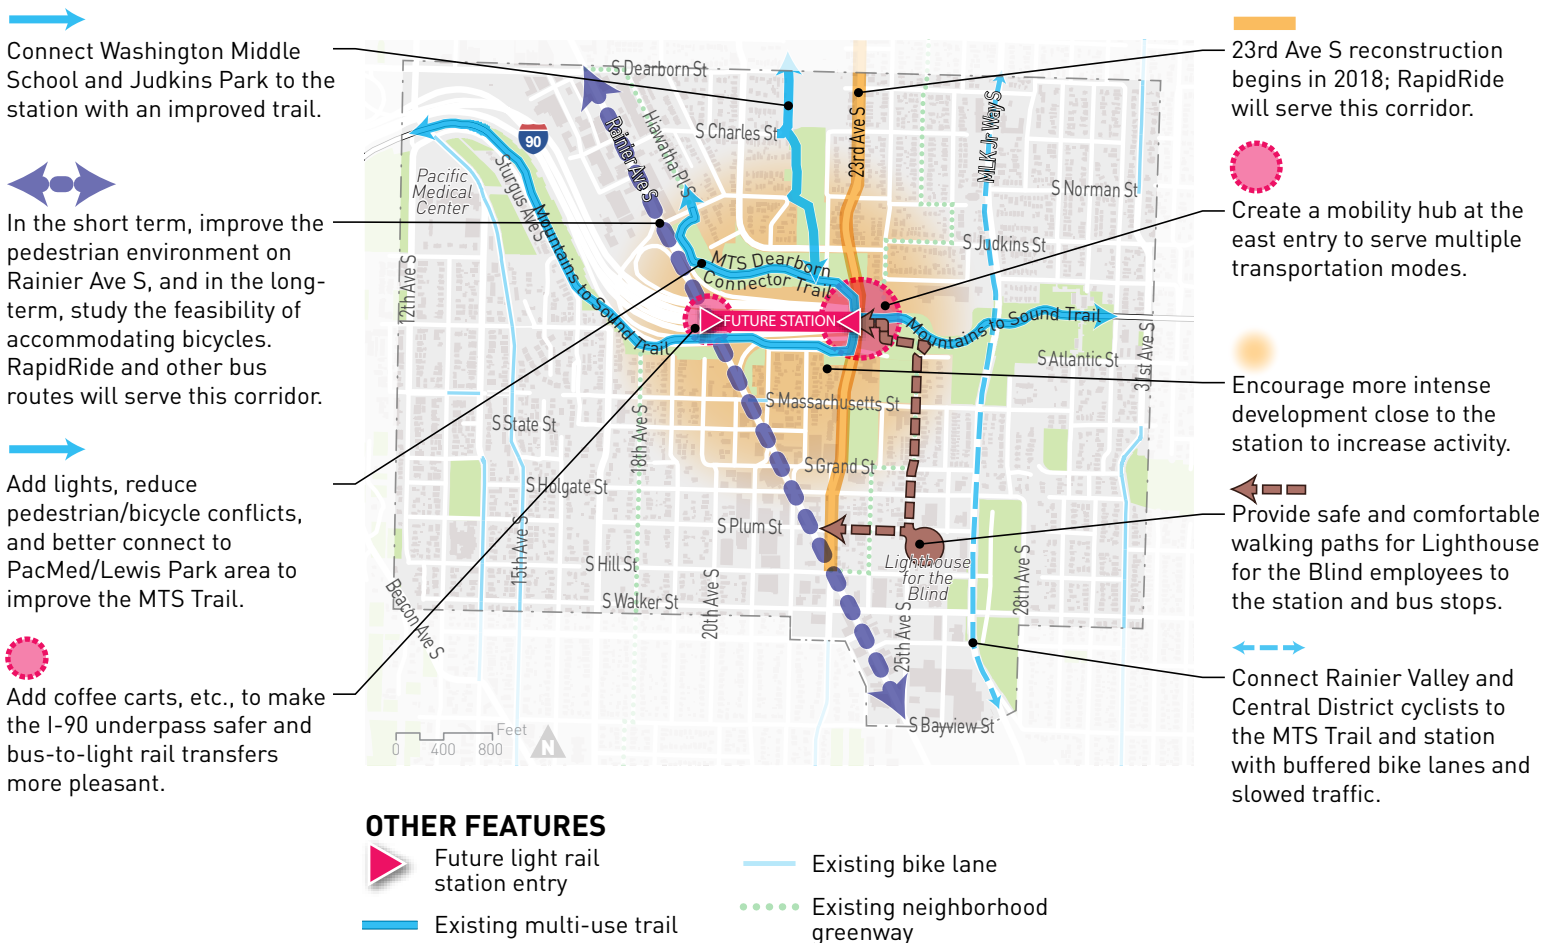 Connect Washington Middle
School and Judkins Park to the
station with an improved trail.
In the short term, improve the
pedestrian environment on
Rainier Ave S, and in the long-
term, study the feasibility of
accommodating bicycles.
RapidRide and other bus
routes will serve this corridor.
Add lights, reduce
pedestrian/bicycle conflicts,
and better connect to
PacMed/Lewis Park area to
improve the MTS Trail.
Add coffee carts, etc., to make
the I-90 underpass safer and
bus-to-light rail transfers
more pleasant.
S Dearborn St
Hiawatha Pl S
Rainier Ave S
S Charles St
23rd Ave S
MLK Jr Way S
90
Pacific
Medical
Center
Sturgus Ave S
S Norman St
S Judkins St
12th Ave S
Mountains to Sound Trail
MTS Dearborn
Connector Trail
FUTURE STATION
Mountains to Sound Trail
S Atlantic St
31st Ave S
S Massachusetts St
S State St
18th Ave S
S Grand St
S Holgate St
S Plum St
15th Ave S
S Hill St
Lighthouse
for the
Blind
28th Ave S
Beacon Ave S
S Walker St
20th Ave S
25th Ave S
S Bayview St
Feet
0 400 800
N
23rd Ave S reconstruction
begins in 2018; RapidRide
will serve this corridor.
Create a mobility hub at the
east entry to serve multiple
transportation modes.
Encourage more intense
development close to the
station to increase activity.
Provide safe and comfortable
walking paths for Lighthouse
for the Blind employees to
the station and bus stops.
Connect Rainier Valley and
Central District cyclists to
the MTS Trail and station
with buffered bike lanes and
slowed traffic.
OTHER FEATURES
Future light rail
station entry
Existing multi-use trail
Existing bike lane
Existing neighborhood
greenway